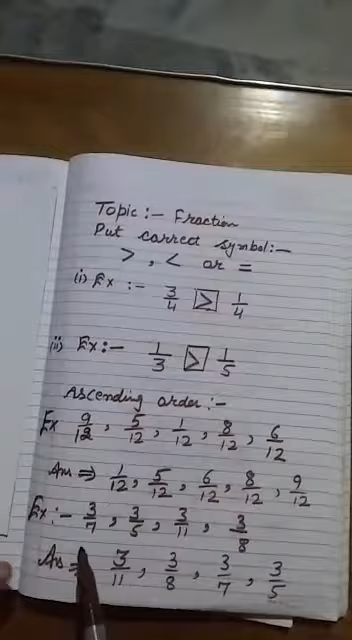 Topic :- Fraction
Put correct symbol:-
> , < or =
(i) Ex :- 3/4 > 1/4
(ii) Ex:- 1/3 > 1/5
Ascending order:-
Ex 9/12, 5/12, 1/12, 8/12, 6/12
Ans ⇒ 1/12, 5/12, 6/12, 8/12, 9/12
Ex:- 3/7, 3/5, 3/11, 3/8
3/11, 3/8, 3/7, 3/5